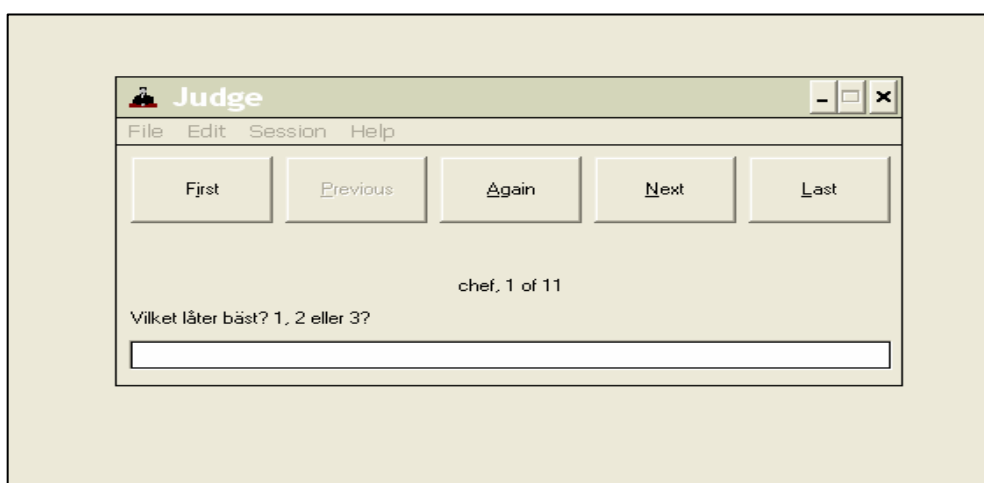 Judge
File Edit Session Help
First Previous Again Next Last
chef, 1 of 11
Vilket låter bäst? 1, 2 eller 3?